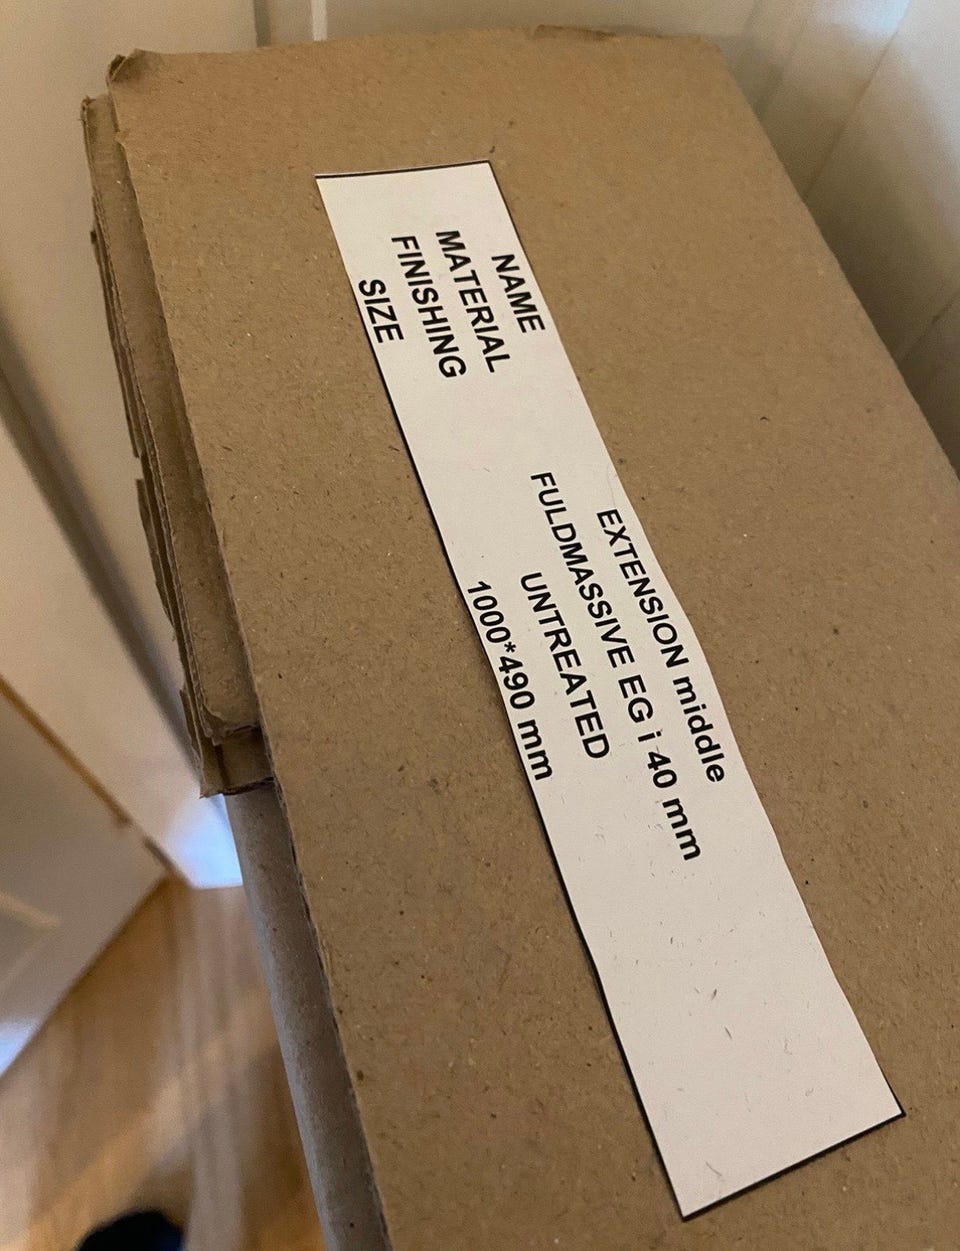 NAME EXTENSION middle
MATERIAL FULDMASSIVE EG i 40 mm
FINISHING UNTREATED
SIZE 1000*490 mm